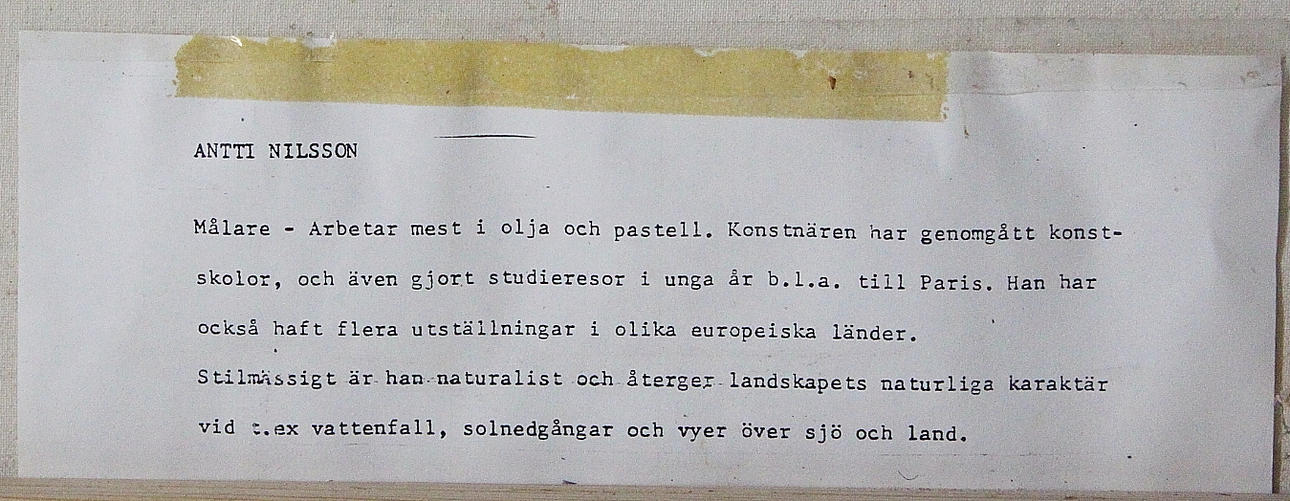 ANTTI NILSSON
Målare - Arbetar mest i olja och pastell. Konstnären har genomgått konst-
skolor, och även gjort studieresor i unga år b.l.a. till Paris. Han har
också haft flera utställningar i olika europeiska länder.
Stilmässigt är han naturalist och återger landskapets naturliga karaktär
vid t.ex vattenfall, solnedgångar och vyer över sjö och land.